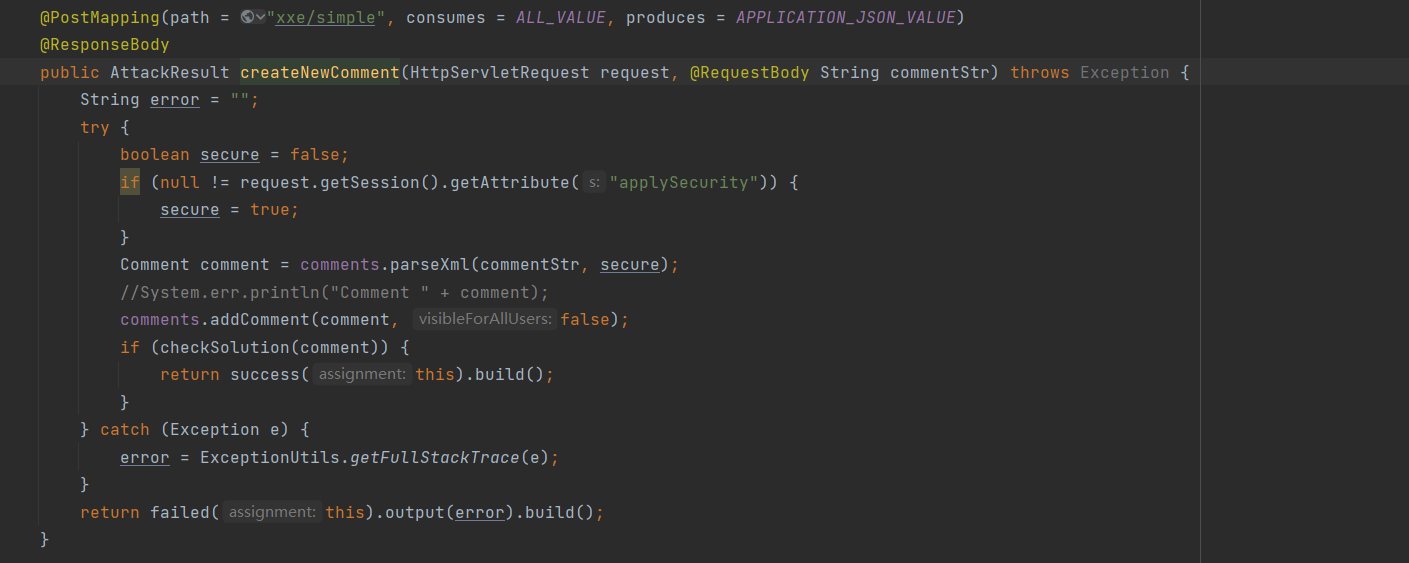 @PostMapping(path = "xxe/simple", consumes = ALL_VALUE, produces = APPLICATION_JSON_VALUE)
@ResponseBody
public AttackResult createNewComment(HttpServletRequest request, @RequestBody String commentStr) throws Exception {
    String error = "";
    try {
        boolean secure = false;
        if (null != request.getSession().getAttribute( s: "applySecurity")) {
            secure = true;
        }
        Comment comment = comments.parseXml(commentStr, secure);
        //System.err.println("Comment " + comment);
        comments.addComment(comment, visibleForAllUsers: false);
        if (checkSolution(comment)) {
            return success( assignment: this).build();
        }
    } catch (Exception e) {
        error = ExceptionUtils.getFullStackTrace(e);
    }
    return failed( assignment: this).output(error).build();
}